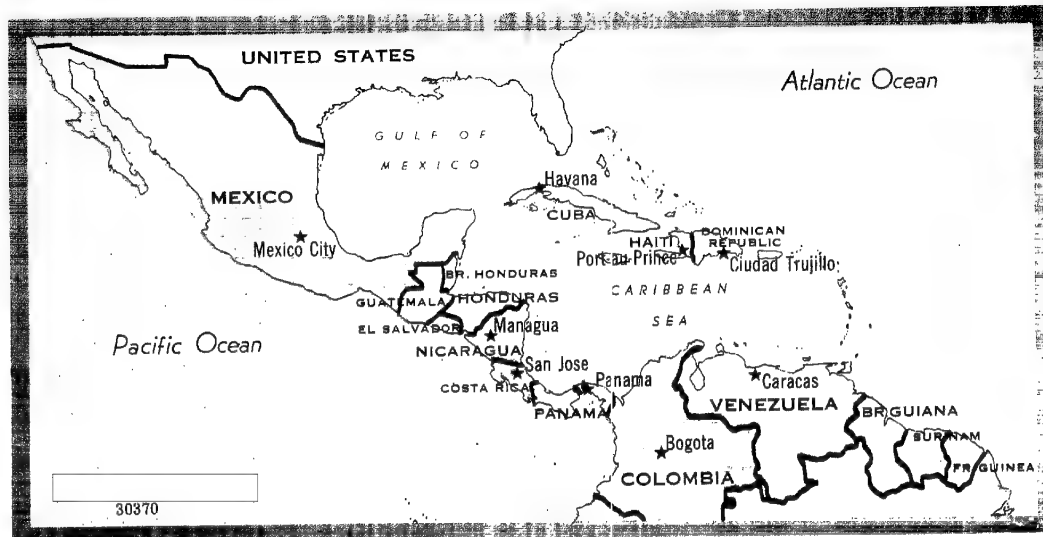 UNITED STATES
Atlantic Ocean
GULF OF
MEXICO
Havana
MEXICO
CUBA
Mexico City
HAITI
DOMINICAN
REPUBLIC
Port-au-Prince
Ciudad Trujillo
BR. HONDURAS
CARIBBEAN
SEA
GUATEMALA
HONDURAS
EL SALVADOR
Managua
Pacific Ocean
NICARAGUA
San Jose
COSTA RICA
Panama
PANAMA
Caracas
VENEZUELA
BR. GUIANA
SURINAM
Bogota
FR. GUINEA
COLOMBIA
30370